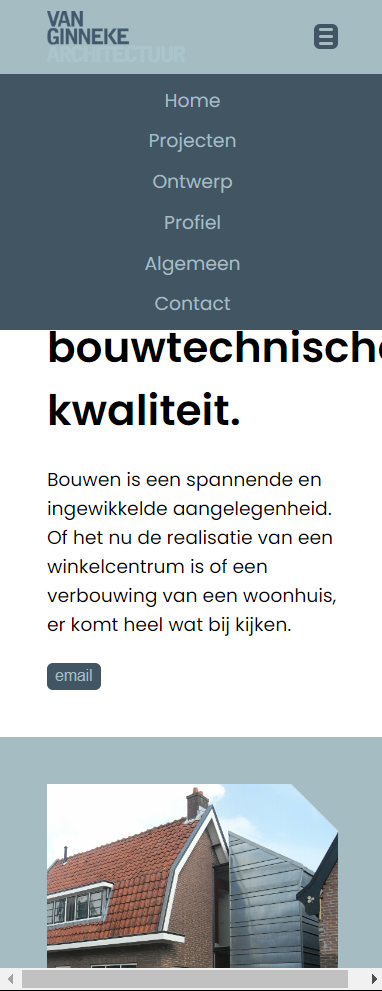 VAN
GINNEKE
ARCHITECTUUR
Home
Projecten
Ontwerp
Profiel
Algemeen
Contact
bouwtechnische
kwaliteit.
Bouwen is een spannende en
ingewikkelde aangelegenheid.
Of het nu de realisatie van een
winkelcentrum is of een
verbouwing van een woonhuis,
er komt heel wat bij kijken.
email